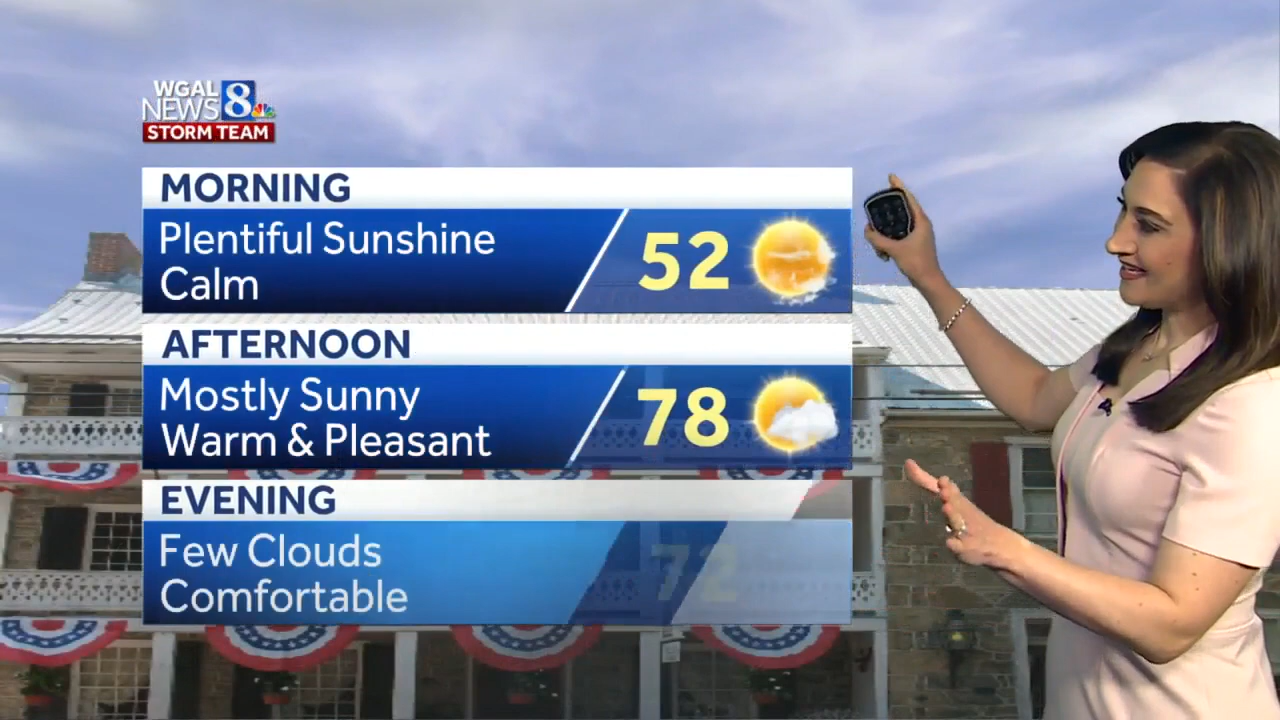 WGAL
NEWS 8
STORM TEAM
MORNING
Plentiful Sunshine
Calm
52
AFTERNOON
Mostly Sunny
Warm & Pleasant
78
EVENING
Few Clouds
Comfortable
72